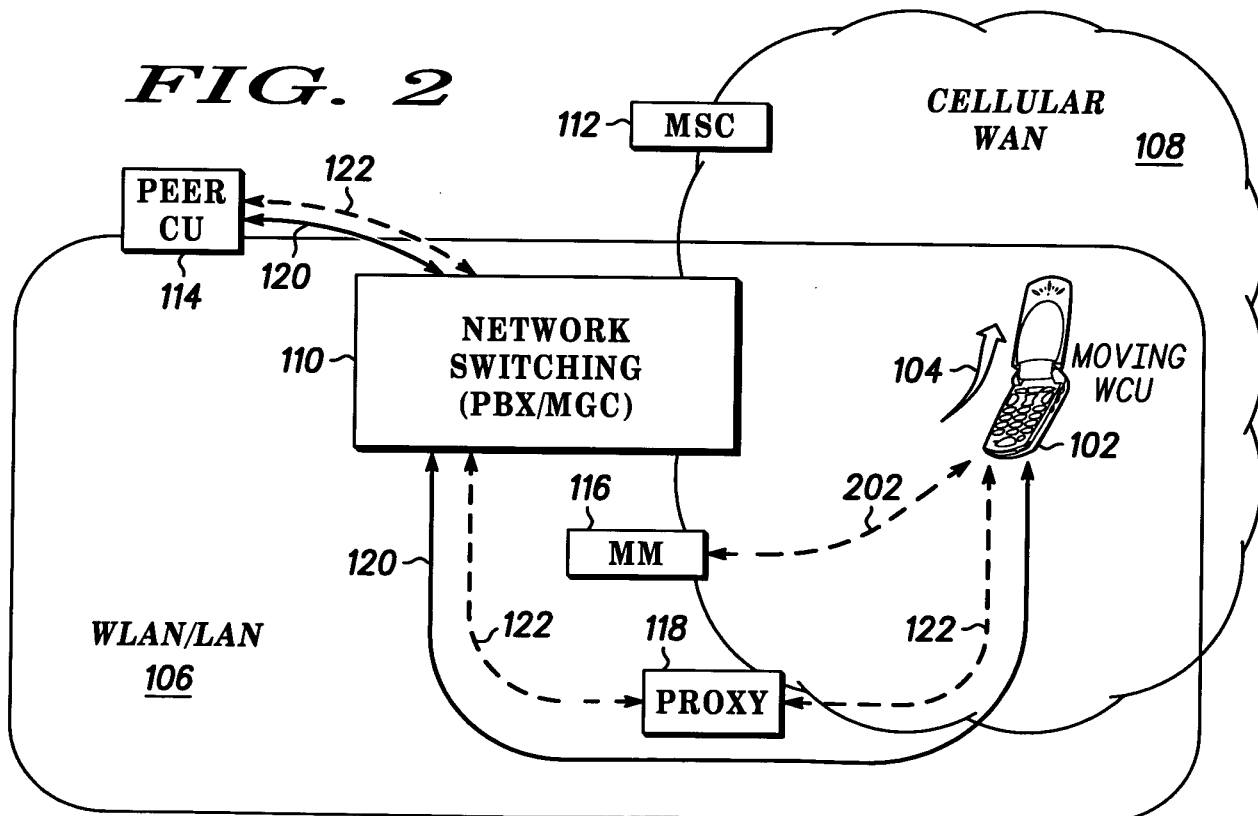 FIG. 2
CELLULAR
WAN
108
112
MSC
PEER
CU
122
120
114
110
NETWORK
SWITCHING
(PBX/MGC)
104
MOVING
WCU
102
116
MM
202
120
122
118
122
PROXY
WLAN/LAN
106